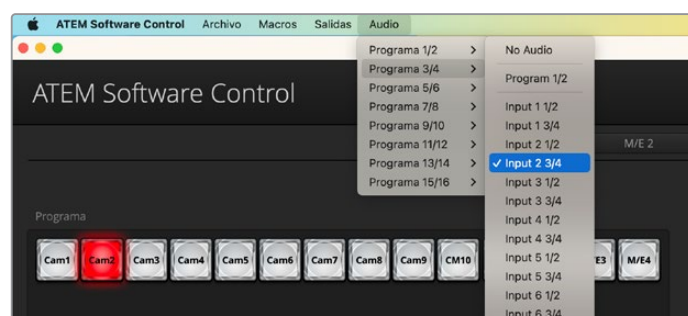 ATEM Software Control Archivo Macros Salidas Audio
Programa 1/2 >
Programa 3/4 >
Programa 5/6 >
Programa 7/8 >
Programa 9/10 >
Programa 11/12 >
Programa 13/14 >
Programa 15/16 >
No Audio
Program 1/2
Input 1 1/2
Input 1 3/4
Input 2 1/2
✓ Input 2 3/4
Input 3 1/2
Input 3 3/4
Input 4 1/2
Input 4 3/4
Input 5 1/2
Input 5 3/4
Input 6 1/2
Input 6 3/4
ATEM Software Control
M/E 2
Programa
Cam1 Cam2 Cam3 Cam4 Cam5 Cam6 Cam7 Cam8 Cam9 CM10 E3 M/E4